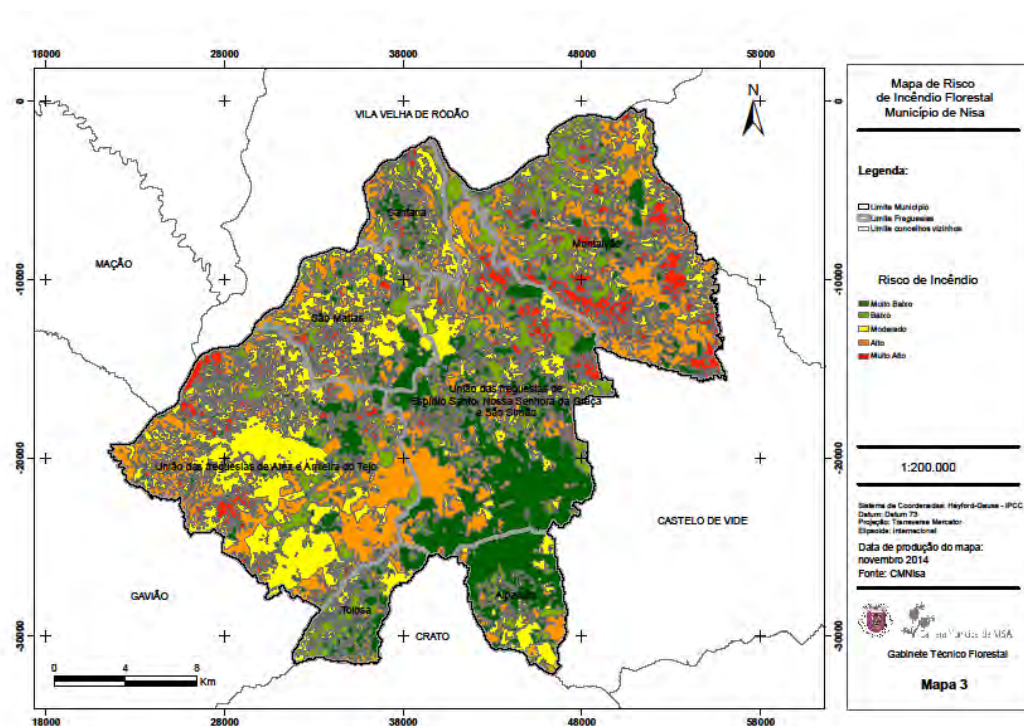 18000 28000 38000 48000 58000
0
-10000
-20000
-30000
0
-10000
-20000
-30000
N
VILA VELHA DE RÓDÃO
Santana
Montalvão
MAÇÃO
São Matias
União das freguesias de
Espírito Santo, Nossa Senhora da Graça
e São Simão
União das freguesias de Arez e Amieira do Tejo
CASTELO DE VIDE
GAVIÃO
Tolosa
Alpalhão
CRATO
0 4 8
Km
18000 28000 38000 48000 58000
Mapa de Risco
de Incêndio Florestal
Município de Nisa
Legenda:
Limite Município
Limite Freguesias
Limite concelhos vizinhos
Risco de Incêndio
Muito Baixo
Baixo
Moderado
Alto
Muito Alto
1:200.000
Sistema de Coordenadas: Hayford-Gauss - IPCC
Datum: Datum 73
Projeção: Transverse Mercator
Elipsoide: Internacional
Data de produção do mapa:
novembro 2014
Fonte: CMNisa
Câmara Municipal de NISA
Gabinete Técnico Florestal
Mapa 3